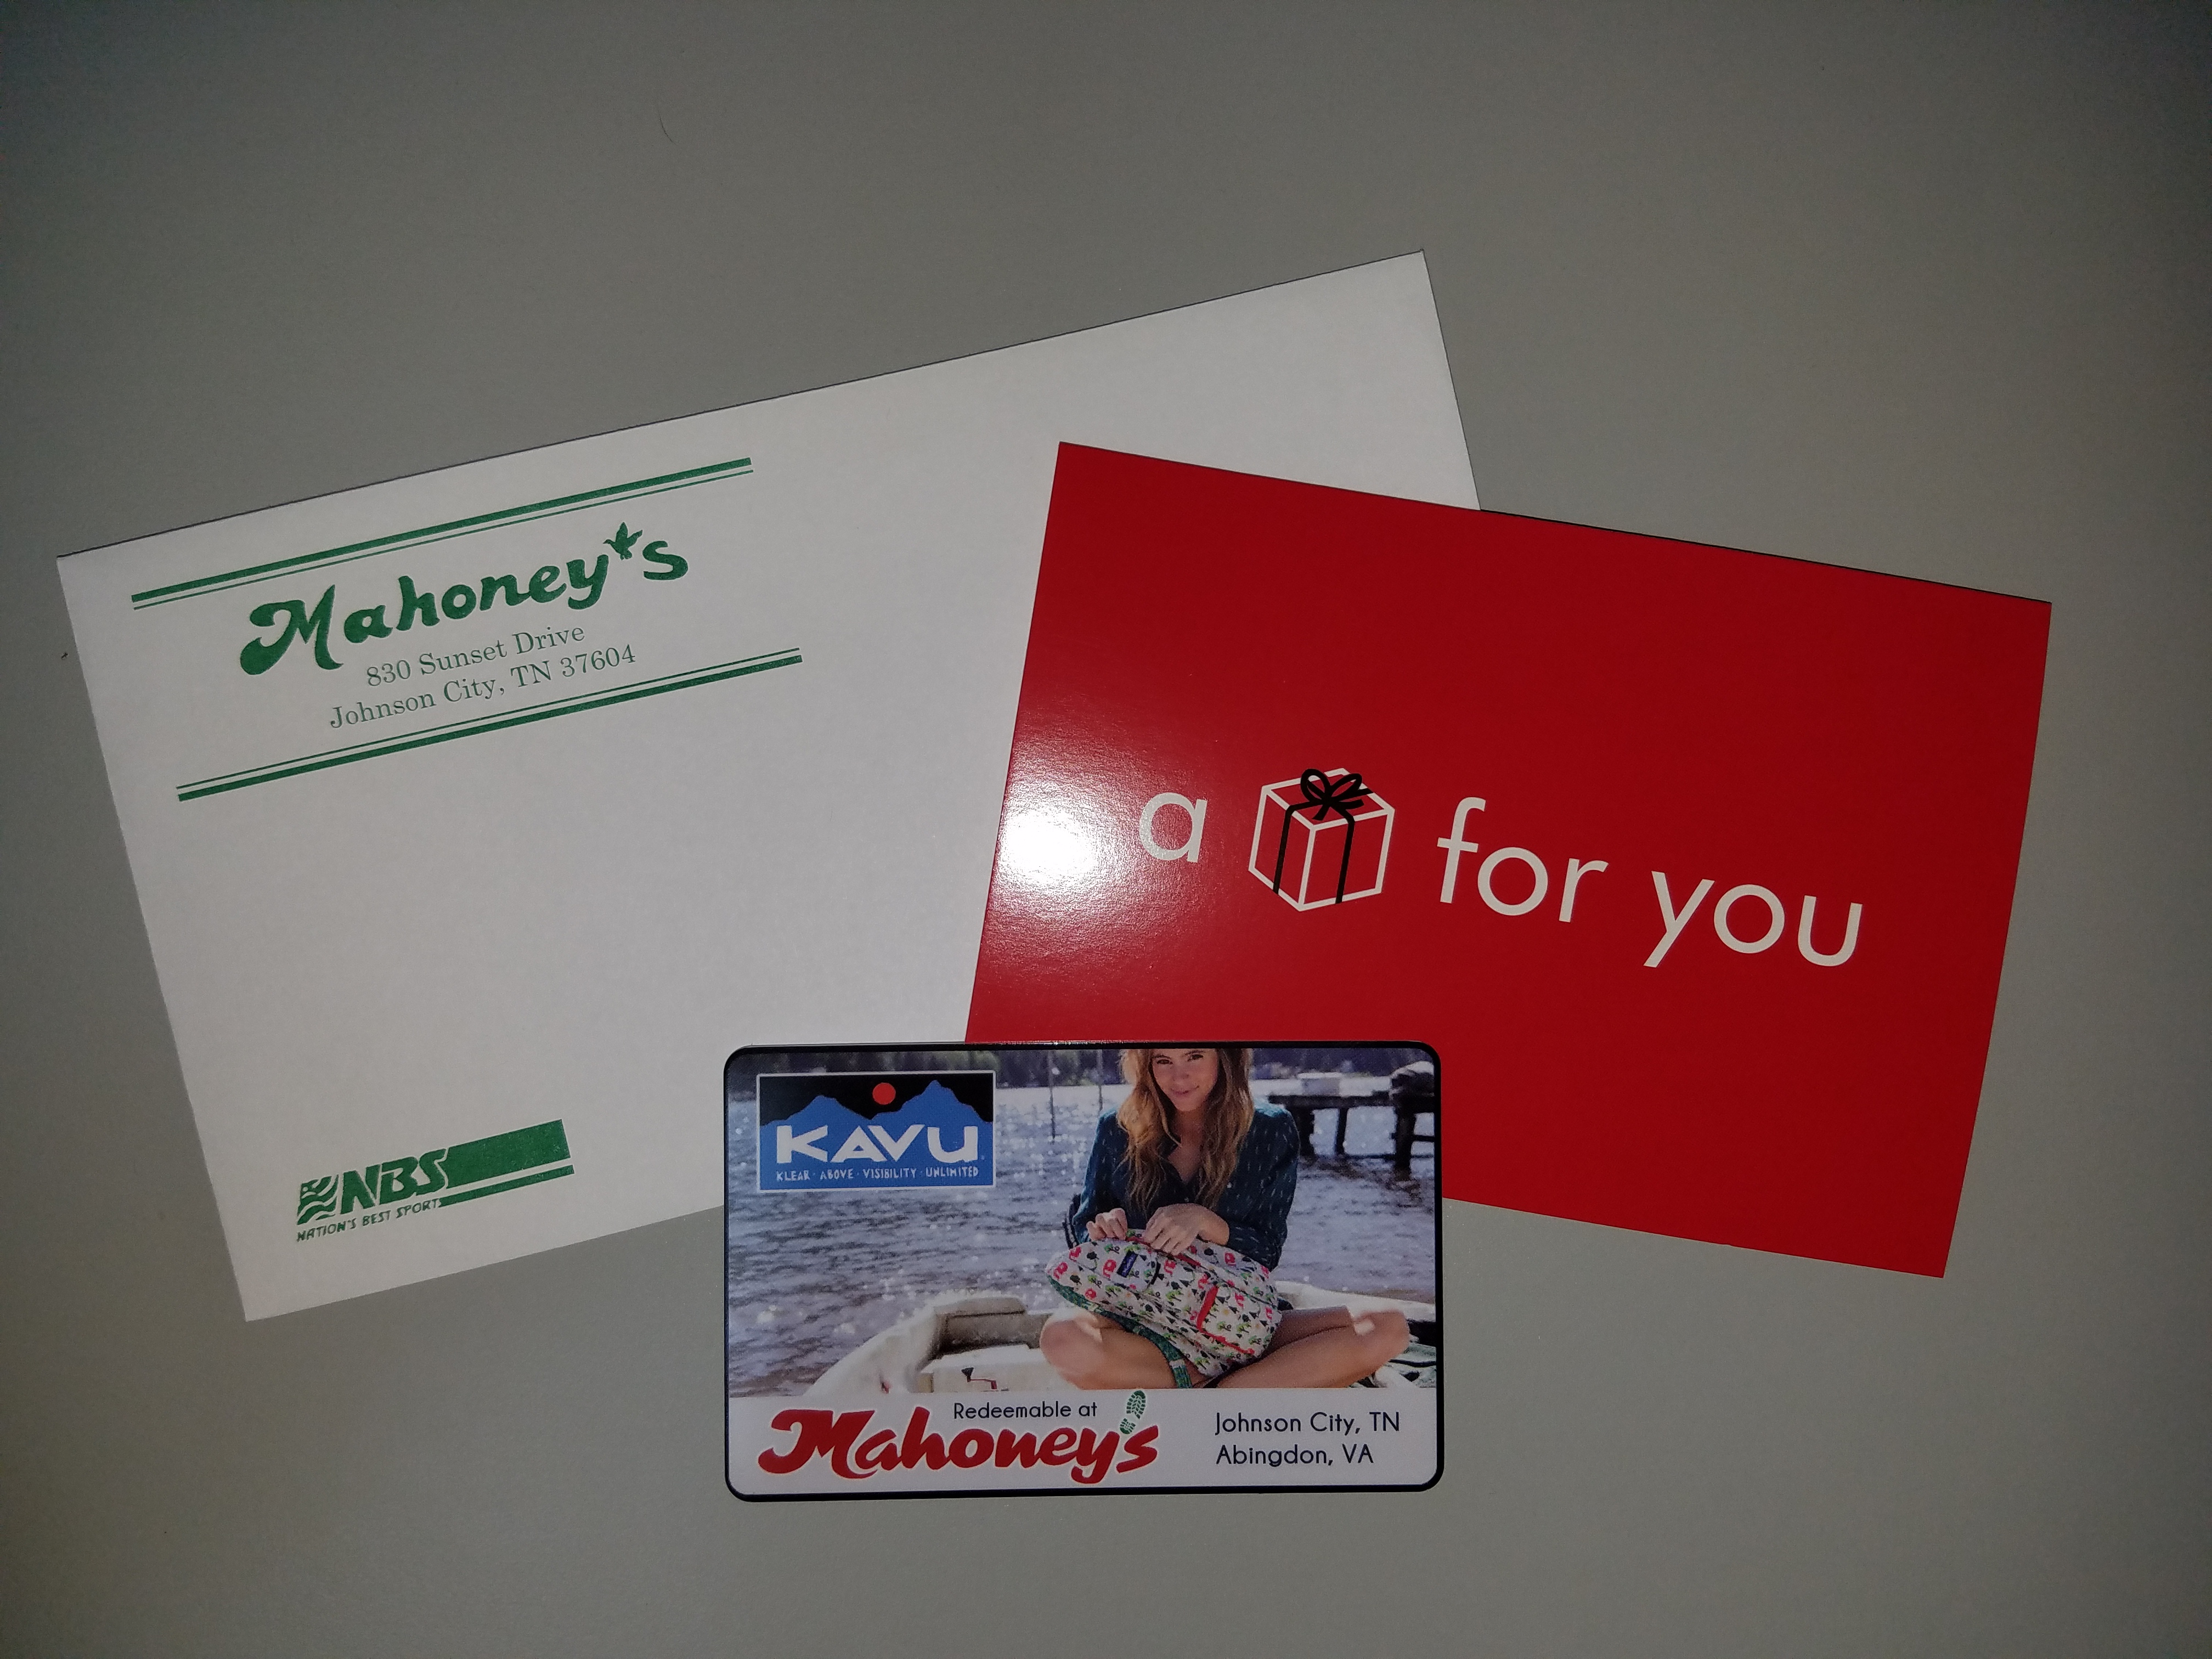 Mahoney's
830 Sunset Drive
Johnson City, TN 37604
NBS
NATION'S BEST SPORTS
a for you
KAVU
KLEAR · ABOVE · VISIBILITY · UNLIMITED
Redeemable at
Mahoney's
Johnson City, TN
Abingdon, VA